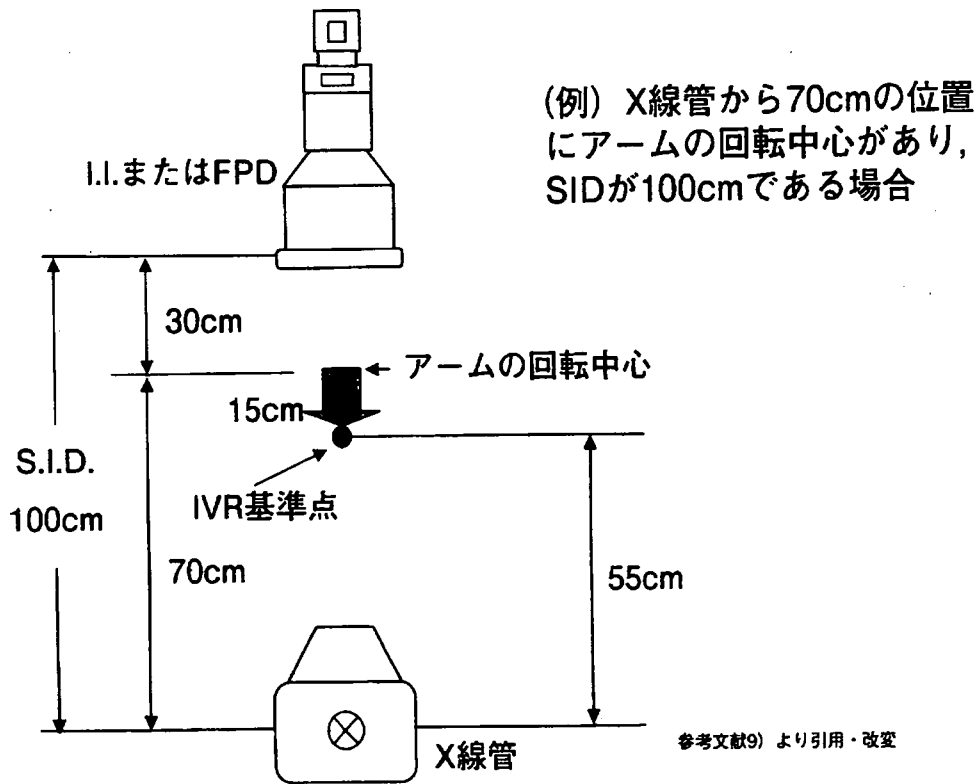 (例) X線管から70cmの位置
にアームの回転中心があり,
SIDが100cmである場合
I.I.またはFPD
30cm
アームの回転中心
15cm
S.I.D.
100cm
IVR基準点
70cm
55cm
X線管
参考文献9) より引用・改変